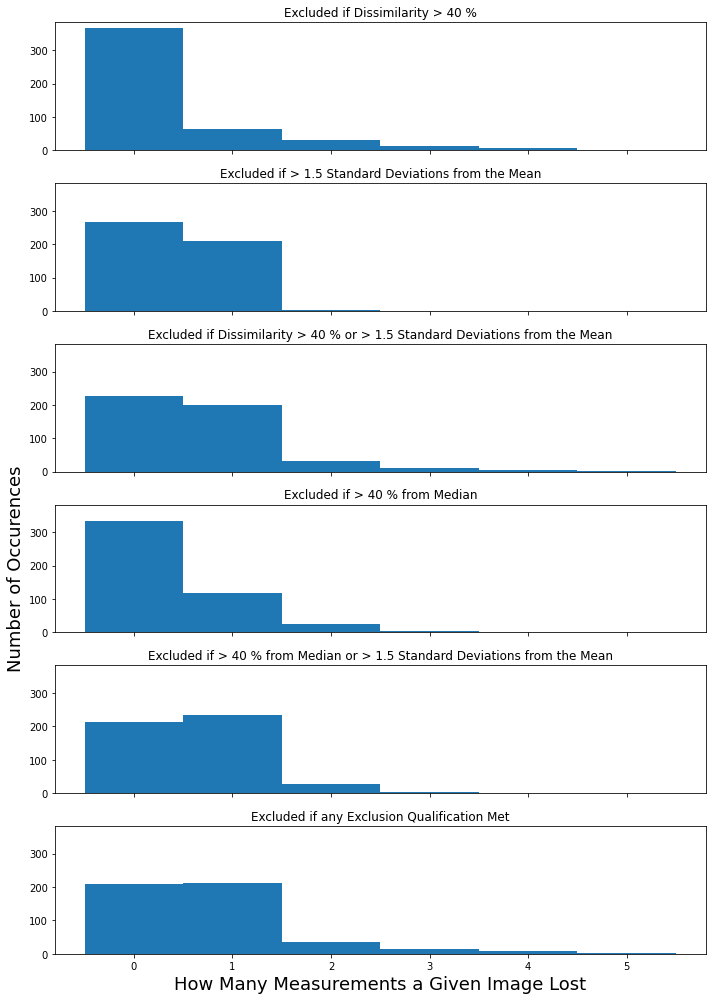 Excluded if Dissimilarity > 40 %
300
200
100
0
Excluded if > 1.5 Standard Deviations from the Mean
300
200
100
0
Excluded if Dissimilarity > 40 % or > 1.5 Standard Deviations from the Mean
300
200
100
0
Excluded if > 40 % from Median
300
200
100
0
Excluded if > 40 % from Median or > 1.5 Standard Deviations from the Mean
300
200
100
0
Excluded if any Exclusion Qualification Met
300
200
100
0
0 1 2 3 4 5
How Many Measurements a Given Image Lost
Number of Occurences